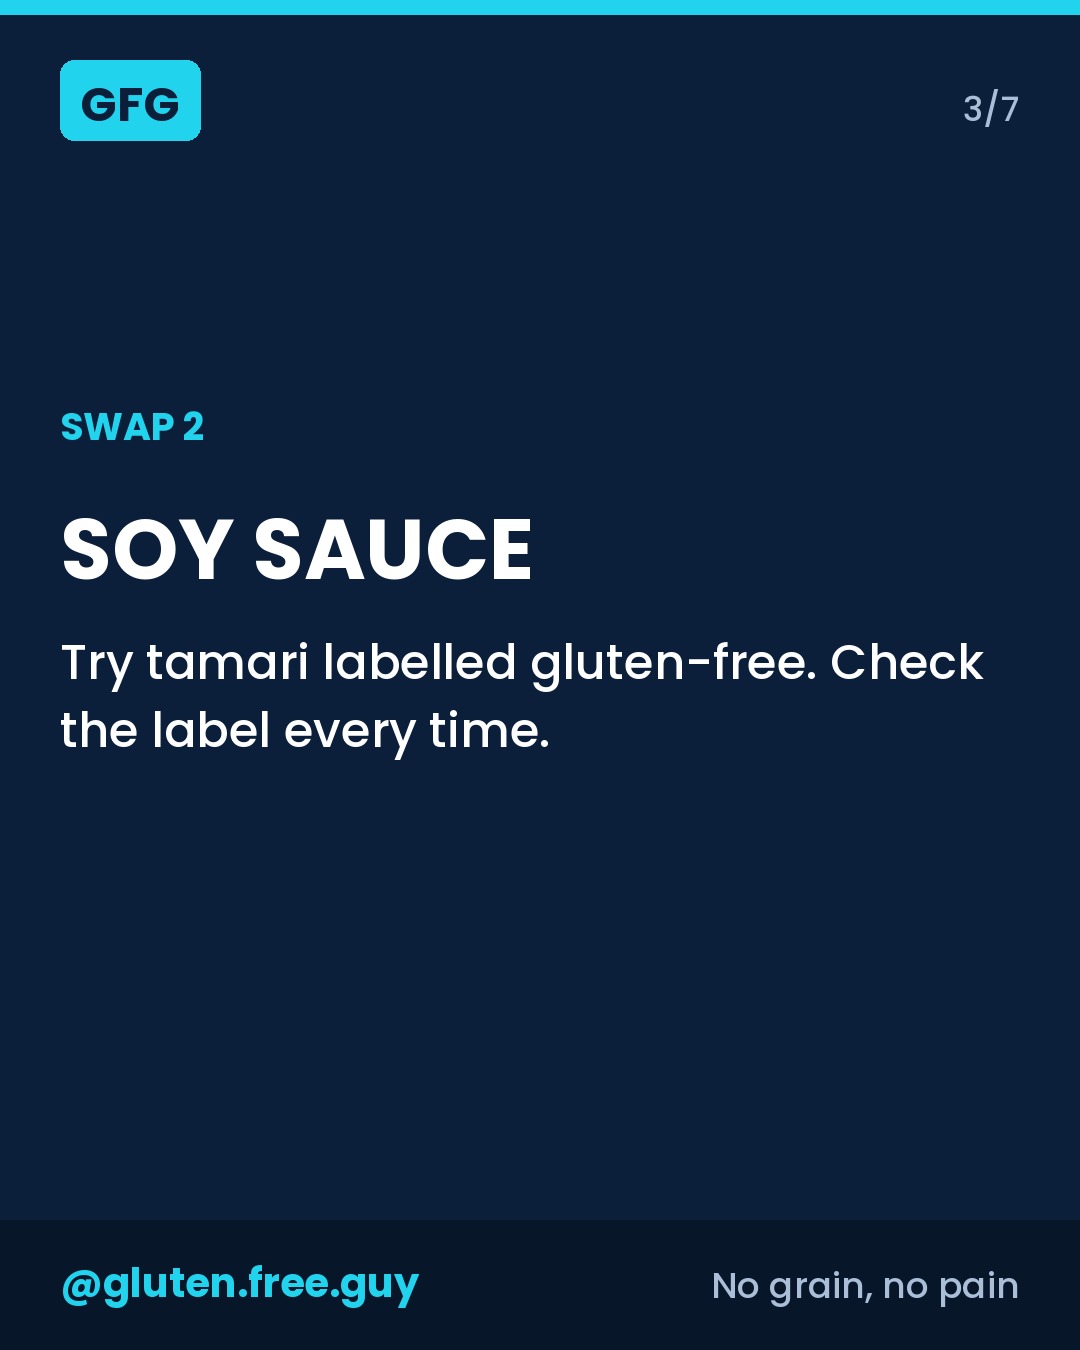 GFG
3/7
SWAP 2
SOY SAUCE
Try tamari labelled gluten-free. Check
the label every time.
@gluten.free.guy
No grain, no pain